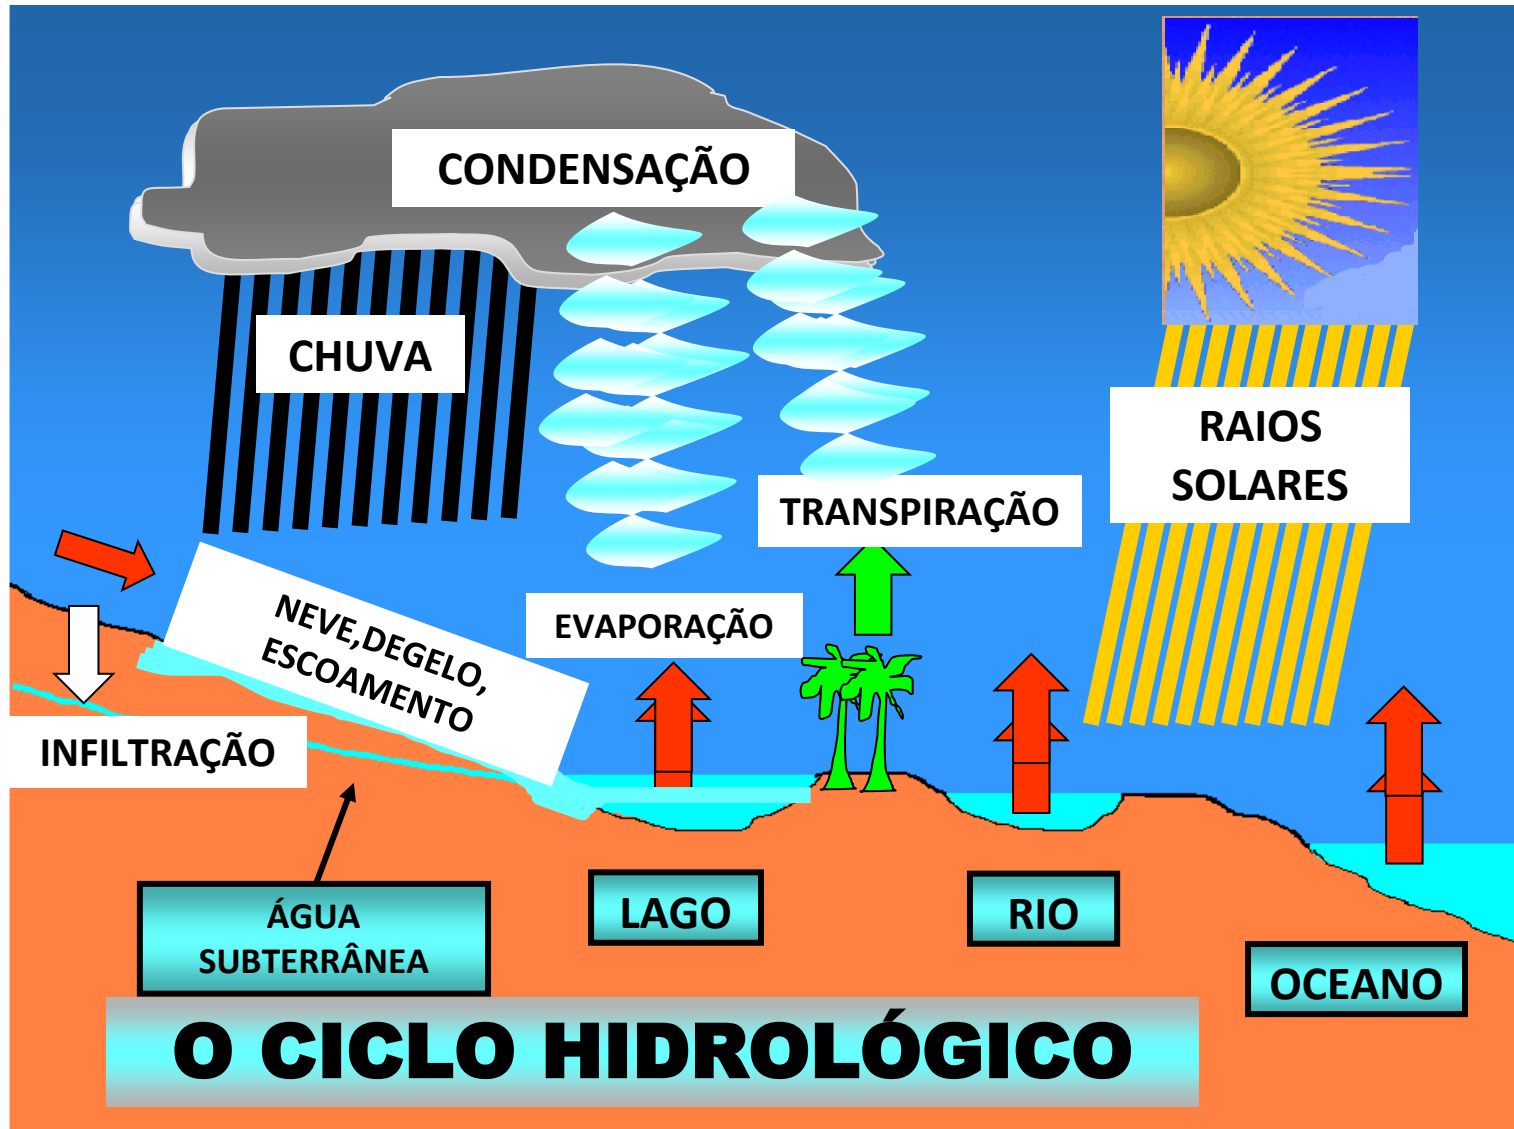 CONDENSAÇÃO
CHUVA
RAIOS
SOLARES
TRANSPIRAÇÃO
NEVE,DEGELO,
ESCOAMENTO
EVAPORAÇÃO
INFILTRAÇÃO
ÁGUA
SUBTERRÂNEA
LAGO
RIO
OCEANO
O CICLO HIDROLÓGICO